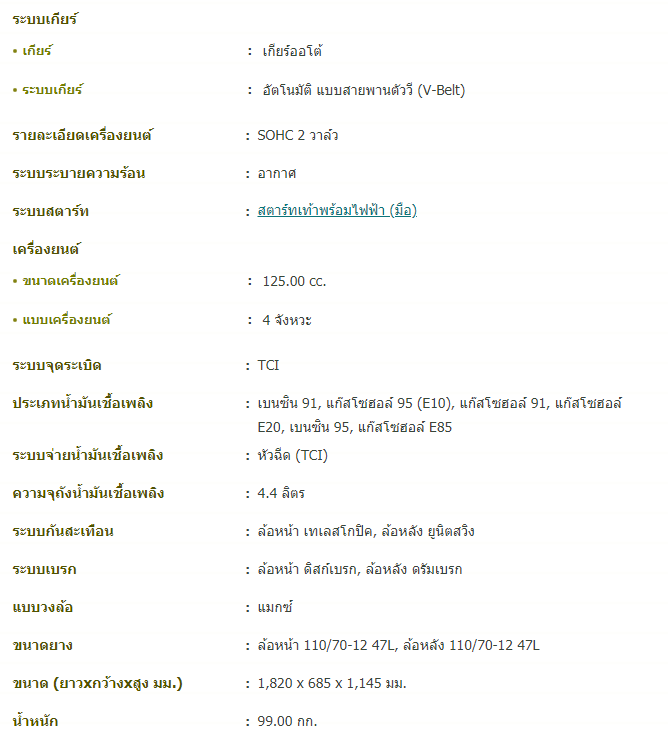 ระบบเกียร์
• เกียร์ : เกียร์ออโต้
• ระบบเกียร์ : อัตโนมัติ แบบสายพานตัววี (V-Belt)
รายละเอียดเครื่องยนต์ : SOHC 2 วาล์ว
ระบบระบายความร้อน : อากาศ
ระบบสตาร์ท : สตาร์ทเท้าพร้อมไฟฟ้า (มือ)
เครื่องยนต์
• ขนาดเครื่องยนต์ : 125.00 cc.
• แบบเครื่องยนต์ : 4 จังหวะ
ระบบจุดระเบิด : TCI
ประเภทน้ำมันเชื้อเพลิง : เบนซิน 91, แก๊สโซฮอล์ 95 (E10), แก๊สโซฮอล์ 91, แก๊สโซฮอล์
E20, เบนซิน 95, แก๊สโซฮอล์ E85
ระบบจ่ายน้ำมันเชื้อเพลิง : หัวฉีด (TCI)
ความจุถังน้ำมันเชื้อเพลิง : 4.4 ลิตร
ระบบกันสะเทือน : ล้อหน้า เทเลสโกปิค, ล้อหลัง ยูนิตสวิง
ระบบเบรก : ล้อหน้า ดิสก์เบรก, ล้อหลัง ดรัมเบรก
แบบวงล้อ : แมกซ์
ขนาดยาง : ล้อหน้า 110/70-12 47L, ล้อหลัง 110/70-12 47L
ขนาด (ยาวxกว้างxสูง มม.) : 1,820 x 685 x 1,145 มม.
น้ำหนัก : 99.00 กก.